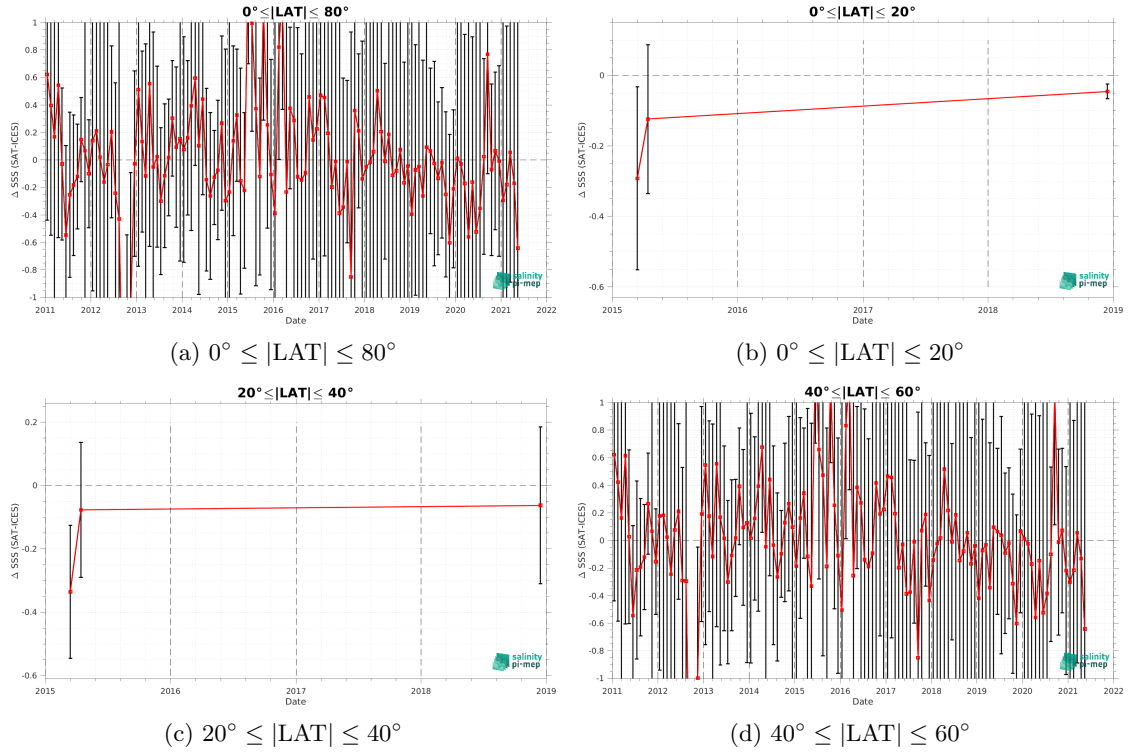 0°≤|LAT|≤ 80°
Δ SSS (SAT-ICES)
1
0.8
0.6
0.4
0.2
0
-0.2
-0.4
-0.6
-0.8
-1
2011 2012 2013 2014 2015 2016 2017 2018 2019 2020 2021 2022
Date
salinity
pi-mep
(a) 0° ≤ |LAT| ≤ 80°
0°≤|LAT|≤ 20°
Δ SSS (SAT-ICES)
0
-0.2
-0.4
-0.6
2015 2016 2017 2018 2019
Date
salinity
pi-mep
(b) 0° ≤ |LAT| ≤ 20°
20°≤|LAT|≤ 40°
Δ SSS (SAT-ICES)
0.2
0
-0.2
-0.4
-0.6
2015 2016 2017 2018 2019
Date
salinity
pi-mep
(c) 20° ≤ |LAT| ≤ 40°
40°≤|LAT|≤ 60°
Δ SSS (SAT-ICES)
1
0.8
0.6
0.4
0.2
0
-0.2
-0.4
-0.6
-0.8
-1
2011 2012 2013 2014 2015 2016 2017 2018 2019 2020 2021 2022
Date
salinity
pi-mep
(d) 40° ≤ |LAT| ≤ 60°